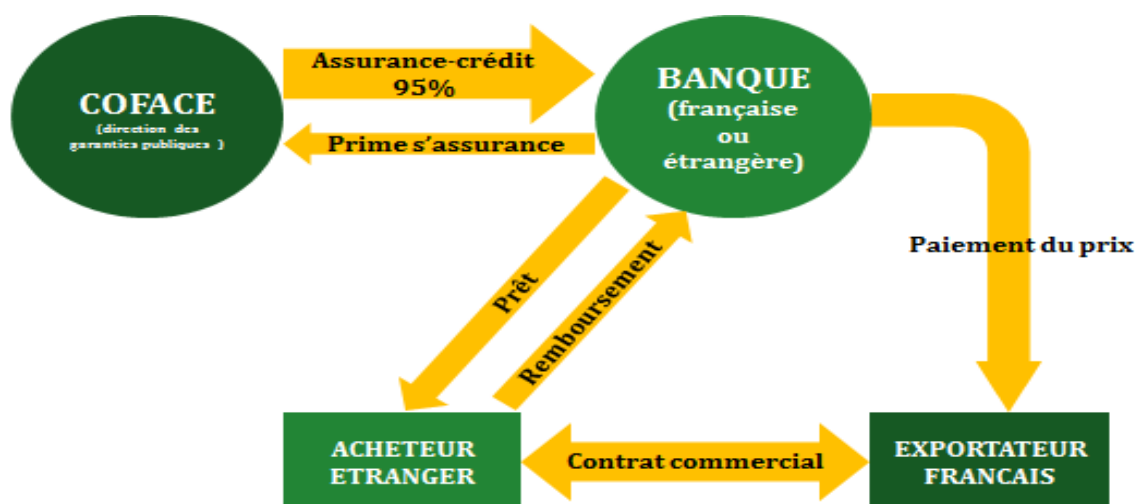 COFACE
(direction des
garanties publiques )
Assurance-crédit
95%
Prime s'assurance
BANQUE
(française
ou
étrangère)
Paiement du prix
Prêt
Remboursement
ACHETEUR
ETRANGER
Contrat commercial
EXPORTATEUR
FRANCAIS